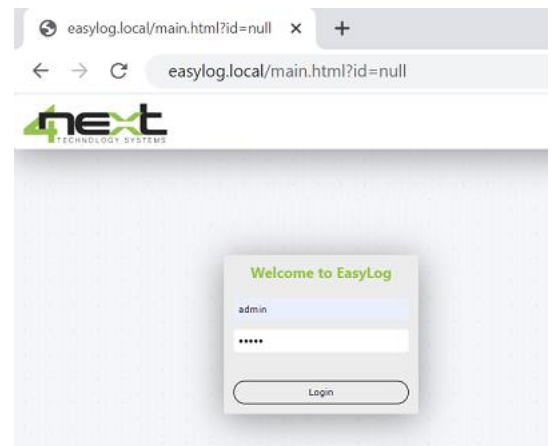 easylog.local/main.html?id=null
easylog.local/main.html?id=null
4next
TECHNOLOGY SYSTEMS
Welcome to EasyLog
admin
•••••
Login